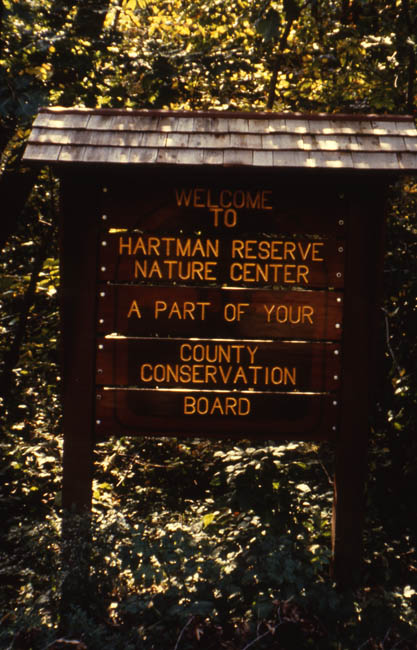 WELCOME
TO
HARTMAN RESERVE
NATURE CENTER
A PART OF YOUR
COUNTY
CONSERVATION
BOARD